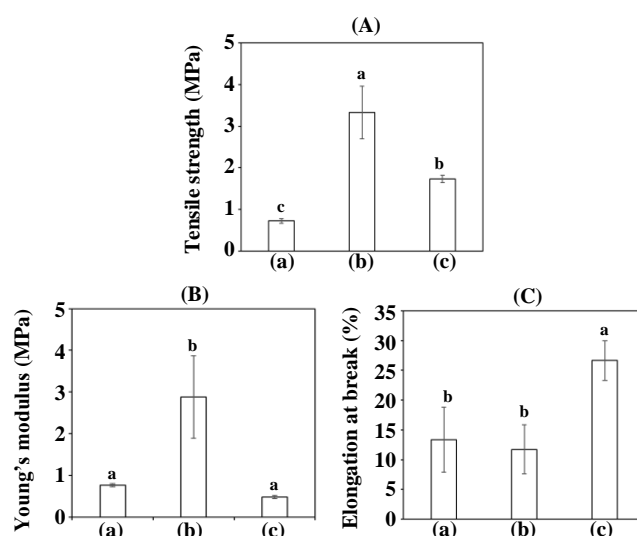 (A)
Tensile strength (MPa)
5
4
3
2
1
0
c
a
b
(a)
(b)
(c)
(B)
Young's modulus (MPa)
5
4
3
2
1
0
a
b
a
(a)
(b)
(c)
(C)
Elongation at break (%)
35
30
25
20
15
10
5
0
b
b
a
(a)
(b)
(c)